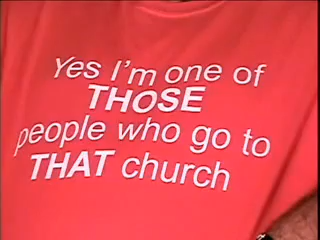 Yes I'm one of
THOSE
people who go to
THAT church